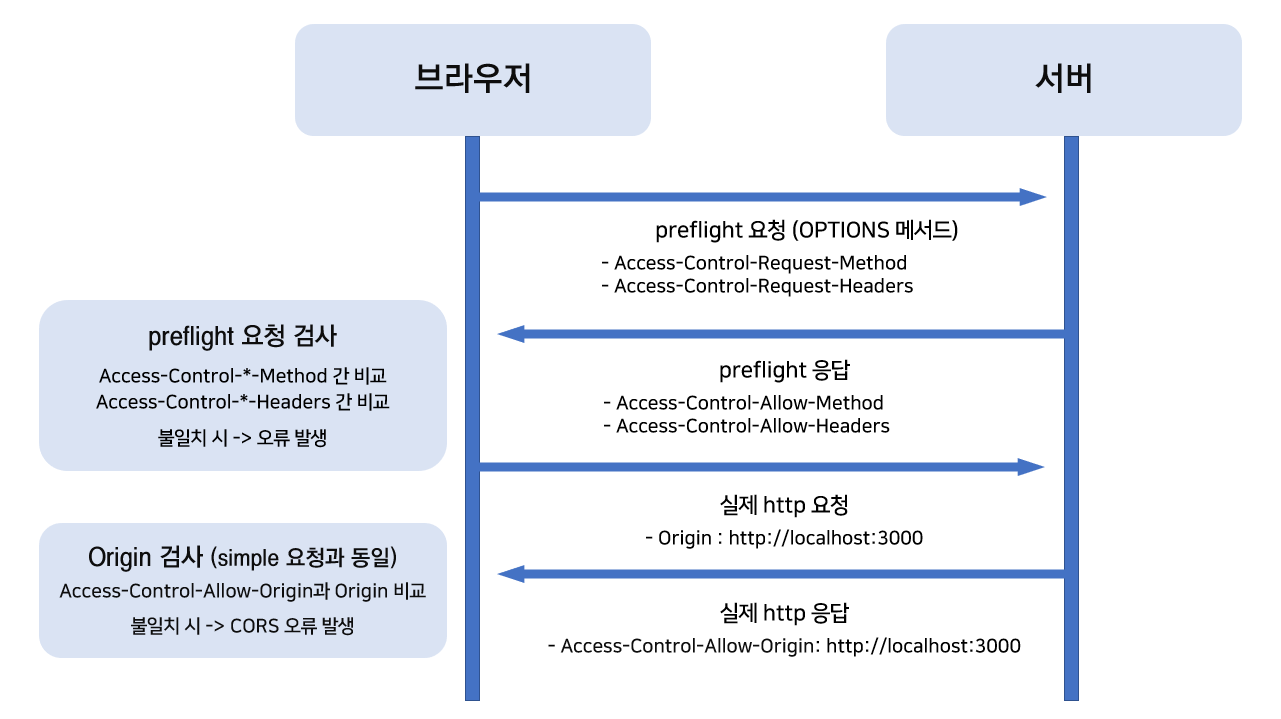 브라우저
서버
preflight 요청 (OPTIONS 메서드)
- Access-Control-Request-Method
- Access-Control-Request-Headers
preflight 요청 검사
Access-Control-*-Method 간 비교
Access-Control-*-Headers 간 비교
불일치 시 -> 오류 발생
preflight 응답
- Access-Control-Allow-Method
- Access-Control-Allow-Headers
실제 http 요청
- Origin : http://localhost:3000
Origin 검사 (simple 요청과 동일)
Access-Control-Allow-Origin과 Origin 비교
불일치 시 -> CORS 오류 발생
실제 http 응답
- Access-Control-Allow-Origin: http://localhost:3000